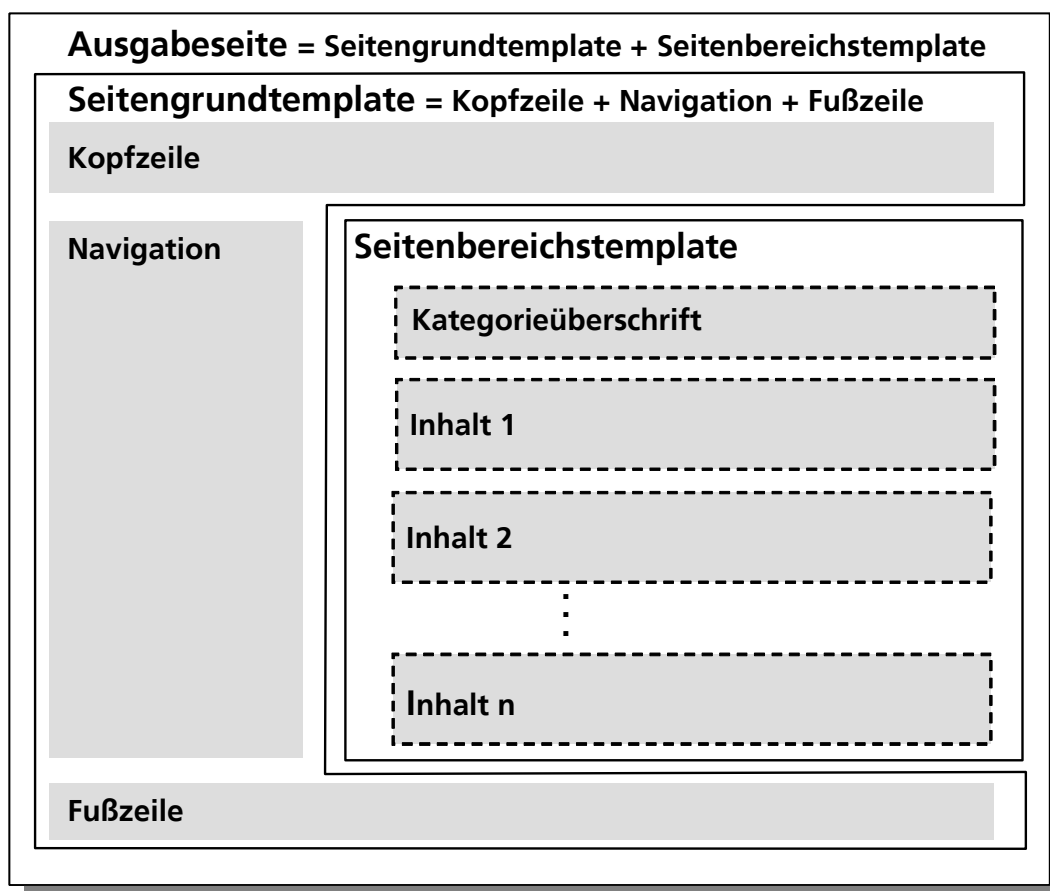 Ausgabeseite = Seitengrundtemplate + Seitenbereichstemplate
Seitengrundtemplate = Kopfzeile + Navigation + Fußzeile
Kopfzeile
Navigation
Seitenbereichstemplate
Kategorieüberschrift
Inhalt 1
Inhalt 2
Inhalt n
Fußzeile